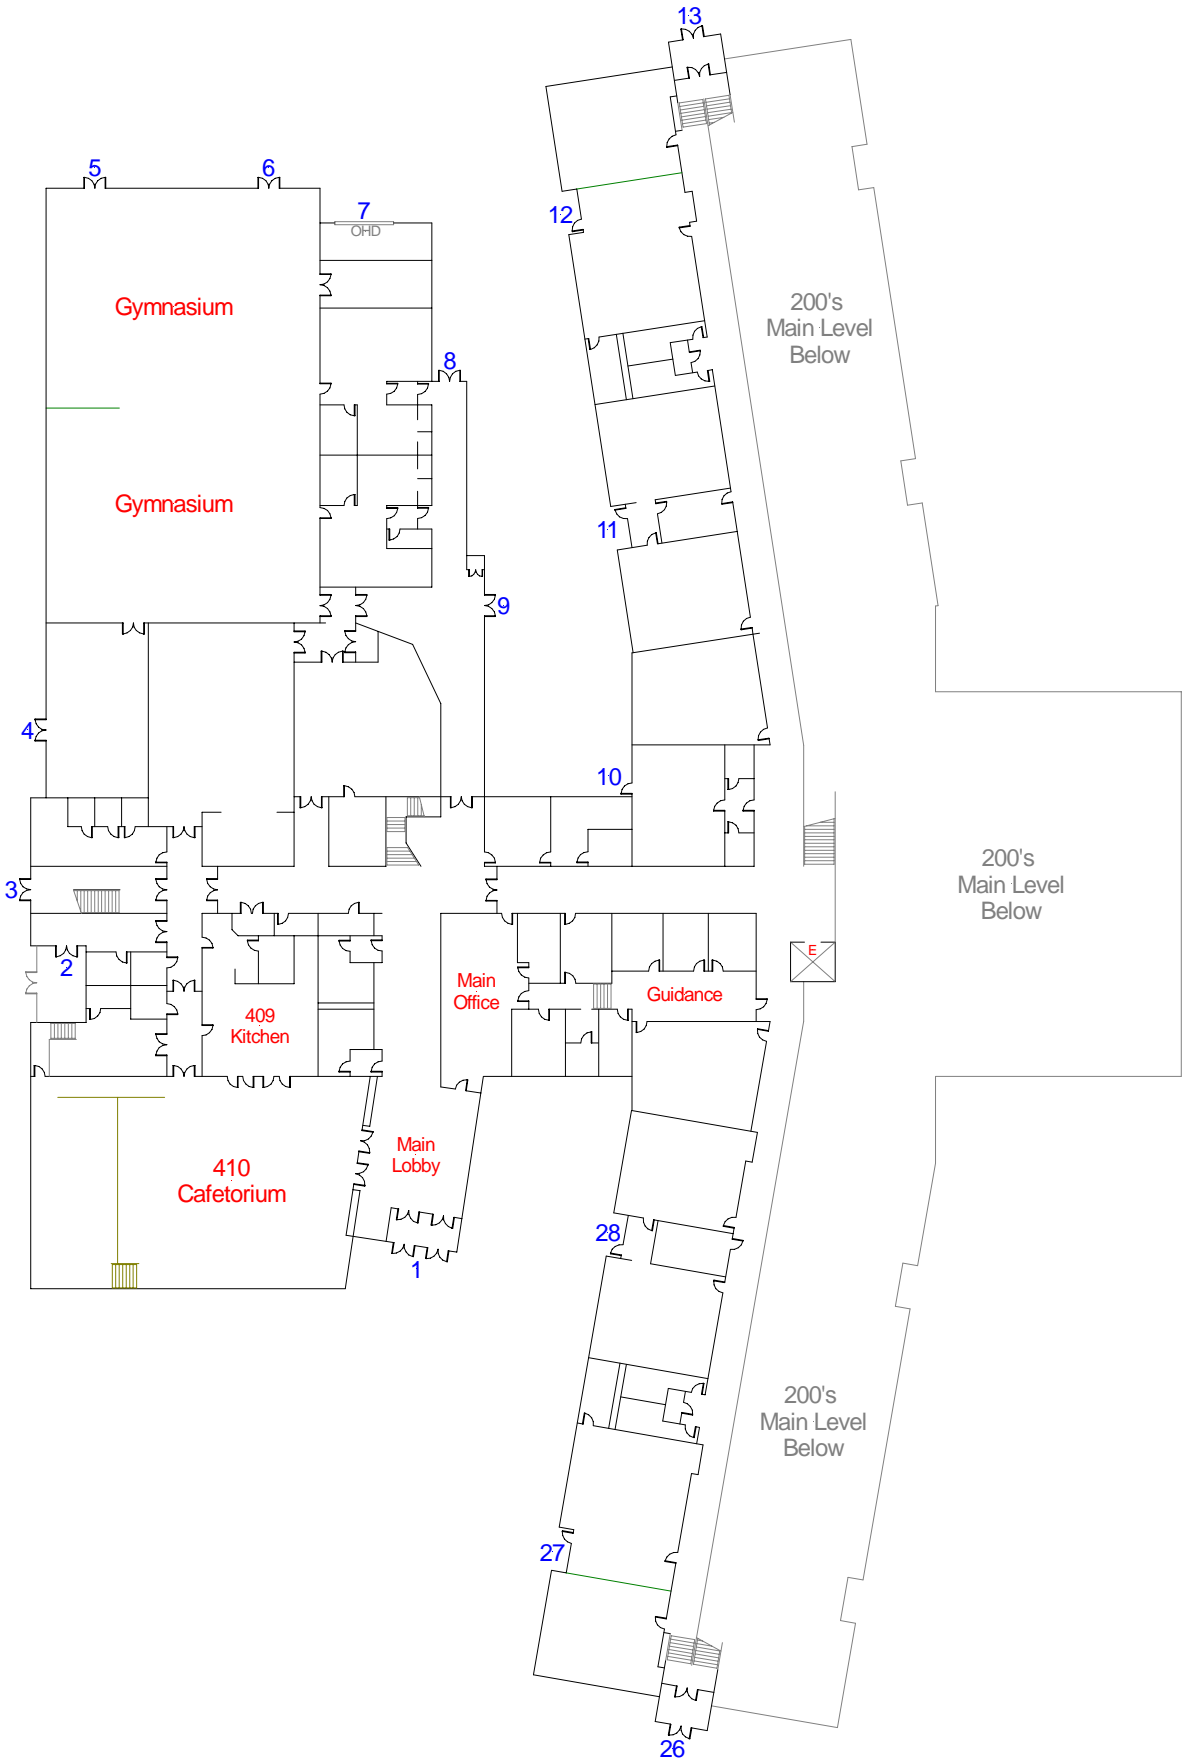 13
5
6
7
OHD
12
Gymnasium
200's
Main Level
Below
8
Gymnasium
11
9
4
10
3
200's
Main Level
Below
2
E
Main
Office
Guidance
409
Kitchen
Main
Lobby
410
Cafetorium
28
1
200's
Main Level
Below
27
26